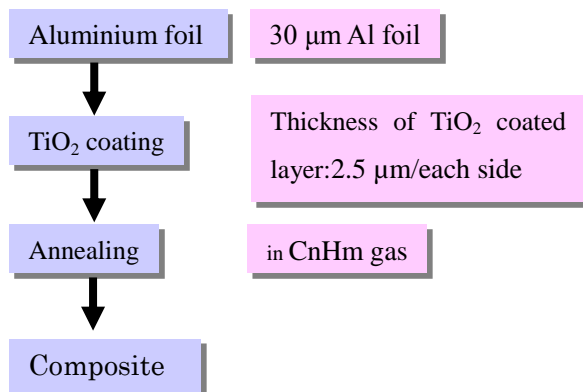 Aluminium foil
30 µm Al foil
TiO₂ coating
Thickness of TiO₂ coated
layer:2.5 µm/each side
Annealing
in CnHm gas
Composite